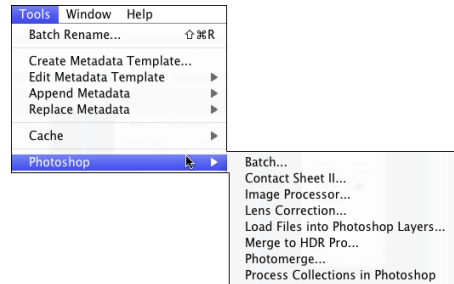 Tools Window Help
Batch Rename... ⇧⌘R
Create Metadata Template...
Edit Metadata Template ▶
Append Metadata ▶
Replace Metadata ▶
Cache ▶
Photoshop ▶
Batch...
Contact Sheet II...
Image Processor...
Lens Correction...
Load Files into Photoshop Layers...
Merge to HDR Pro...
Photomerge...
Process Collections in Photoshop